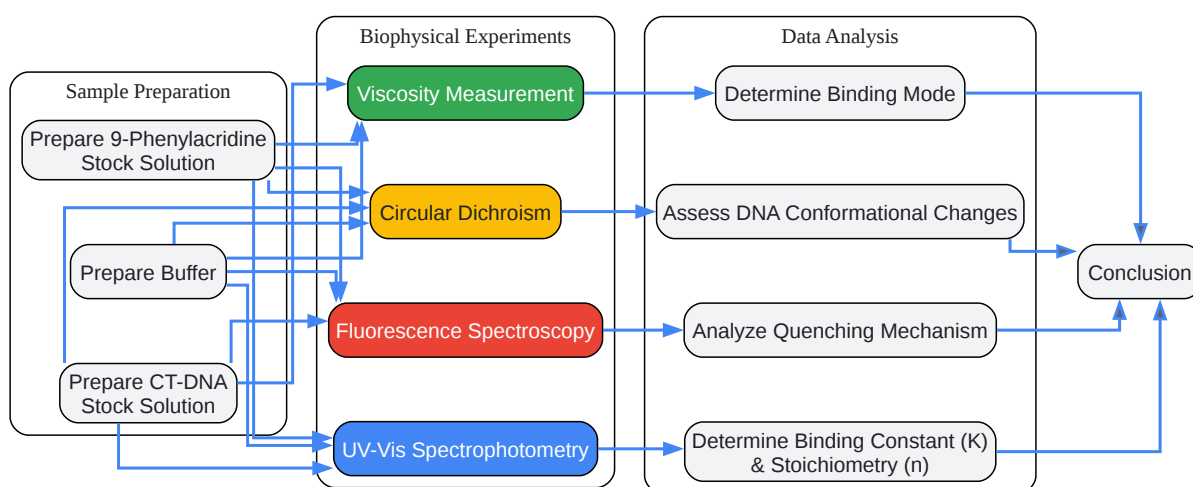 Sample Preparation
Prepare 9-Phenylacridine
Stock Solution
Prepare Buffer
Prepare CT-DNA
Stock Solution
Biophysical Experiments
Viscosity Measurement
Circular Dichroism
Fluorescence Spectroscopy
UV-Vis Spectrophotometry
Data Analysis
Determine Binding Mode
Assess DNA Conformational Changes
Analyze Quenching Mechanism
Determine Binding Constant (K)
& Stoichiometry (n)
Conclusion